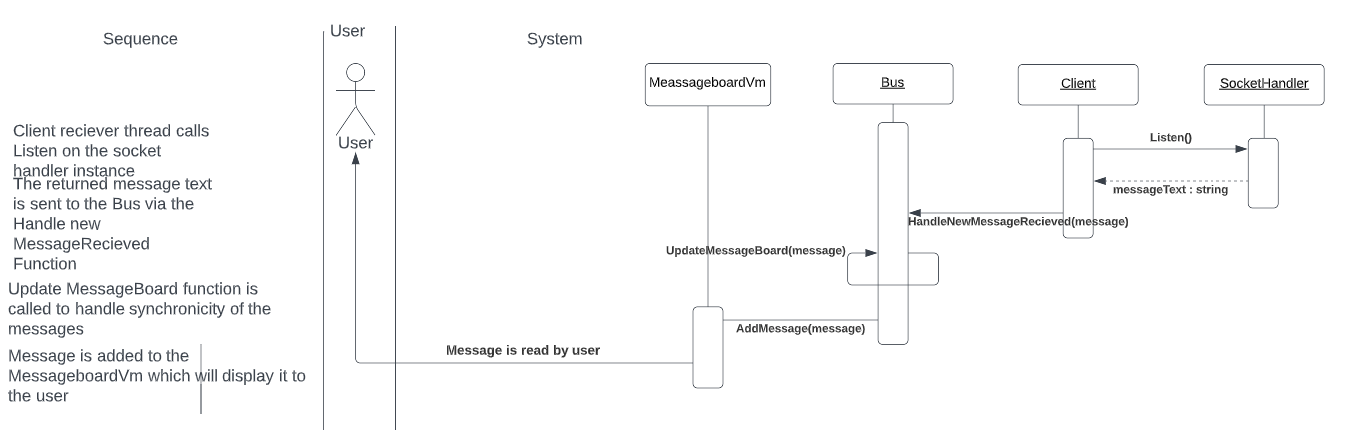 Sequence
User
System
MeassageboardVm
Bus
Client
SocketHandler
User
Client reciever thread calls
Listen on the socket
handler instance
The returned message text
is sent to the Bus via the
Handle new
MessageRecieved
Function
Update MessageBoard function is
called to handle synchronicity of the
messages
Message is added to the
MessageboardVm which will display it to
the user
Listen()
messageText : string
HandleNewMessageRecieved(message)
UpdateMessageBoard(message)
AddMessage(message)
Message is read by user